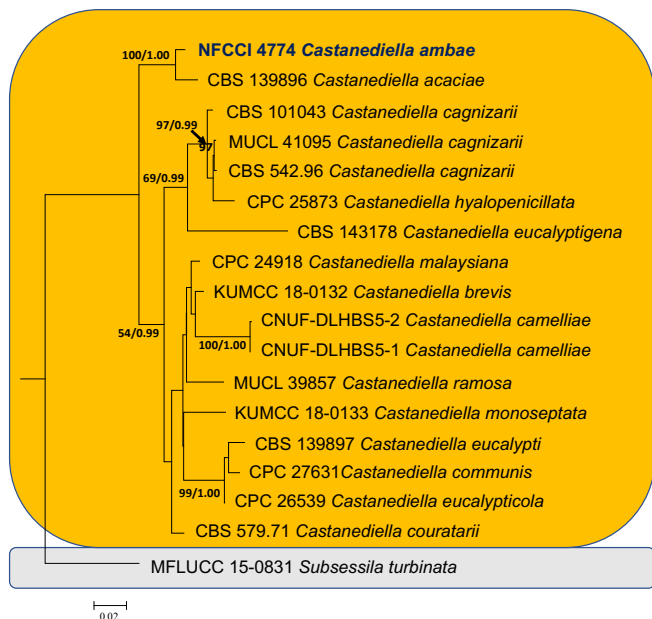 NFCCI 4774 Castanediella ambae
100/1.00
CBS 139896 Castanediella acaciae
CBS 101043 Castanediella cagnizarii
97/0.99
MUCL 41095 Castanediella cagnizarii
97
CBS 542.96 Castanediella cagnizarii
69/0.99
CPC 25873 Castanediella hyalopenicillata
CBS 143178 Castanediella eucalyptigena
CPC 24918 Castanediella malaysiana
KUMCC 18-0132 Castanediella brevis
CNUF-DLHBS5-2 Castanediella camelliae
54/0.99
100/1.00
CNUF-DLHBS5-1 Castanediella camelliae
MUCL 39857 Castanediella ramosa
KUMCC 18-0133 Castanediella monoseptata
CBS 139897 Castanediella eucalypti
CPC 27631Castanediella communis
99/1.00
CPC 26539 Castanediella eucalypticola
CBS 579.71 Castanediella couratarii
MFLUCC 15-0831 Subsessila turbinata
0.02